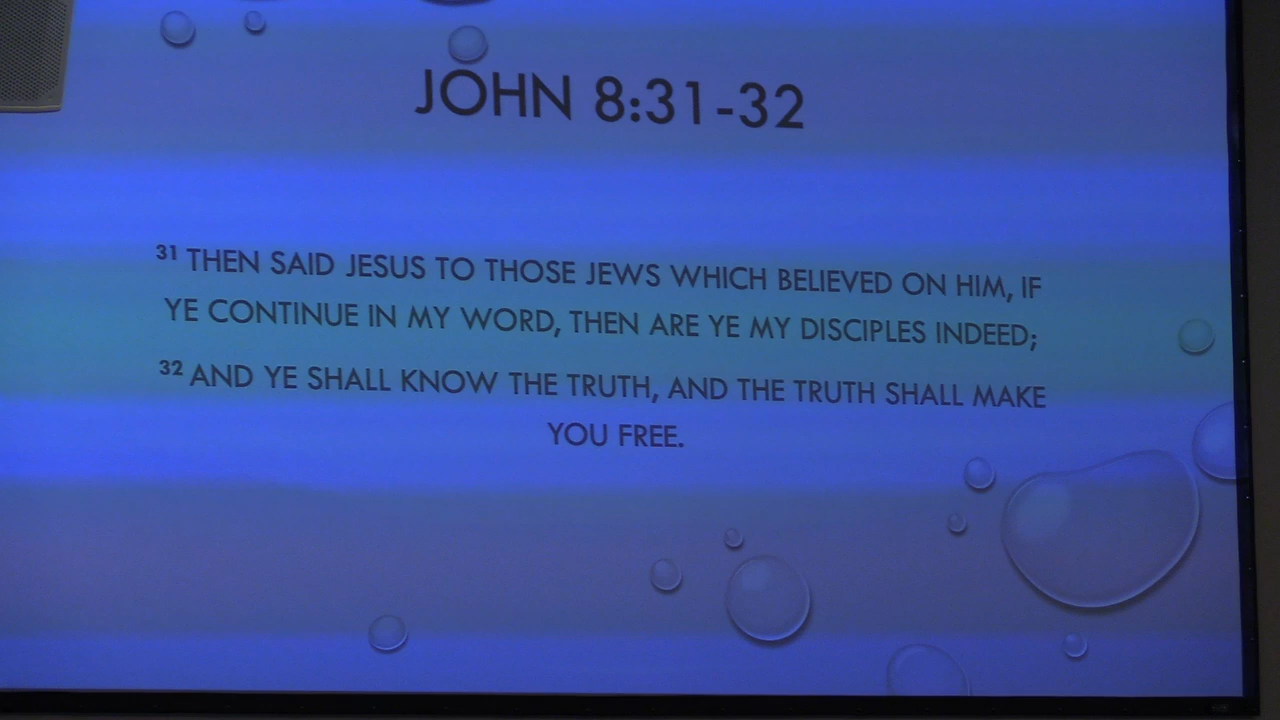 JOHN 8:31-32
31 THEN SAID JESUS TO THOSE JEWS WHICH BELIEVED ON HIM, IF
YE CONTINUE IN MY WORD, THEN ARE YE MY DISCIPLES INDEED;
32 AND YE SHALL KNOW THE TRUTH, AND THE TRUTH SHALL MAKE
YOU FREE.